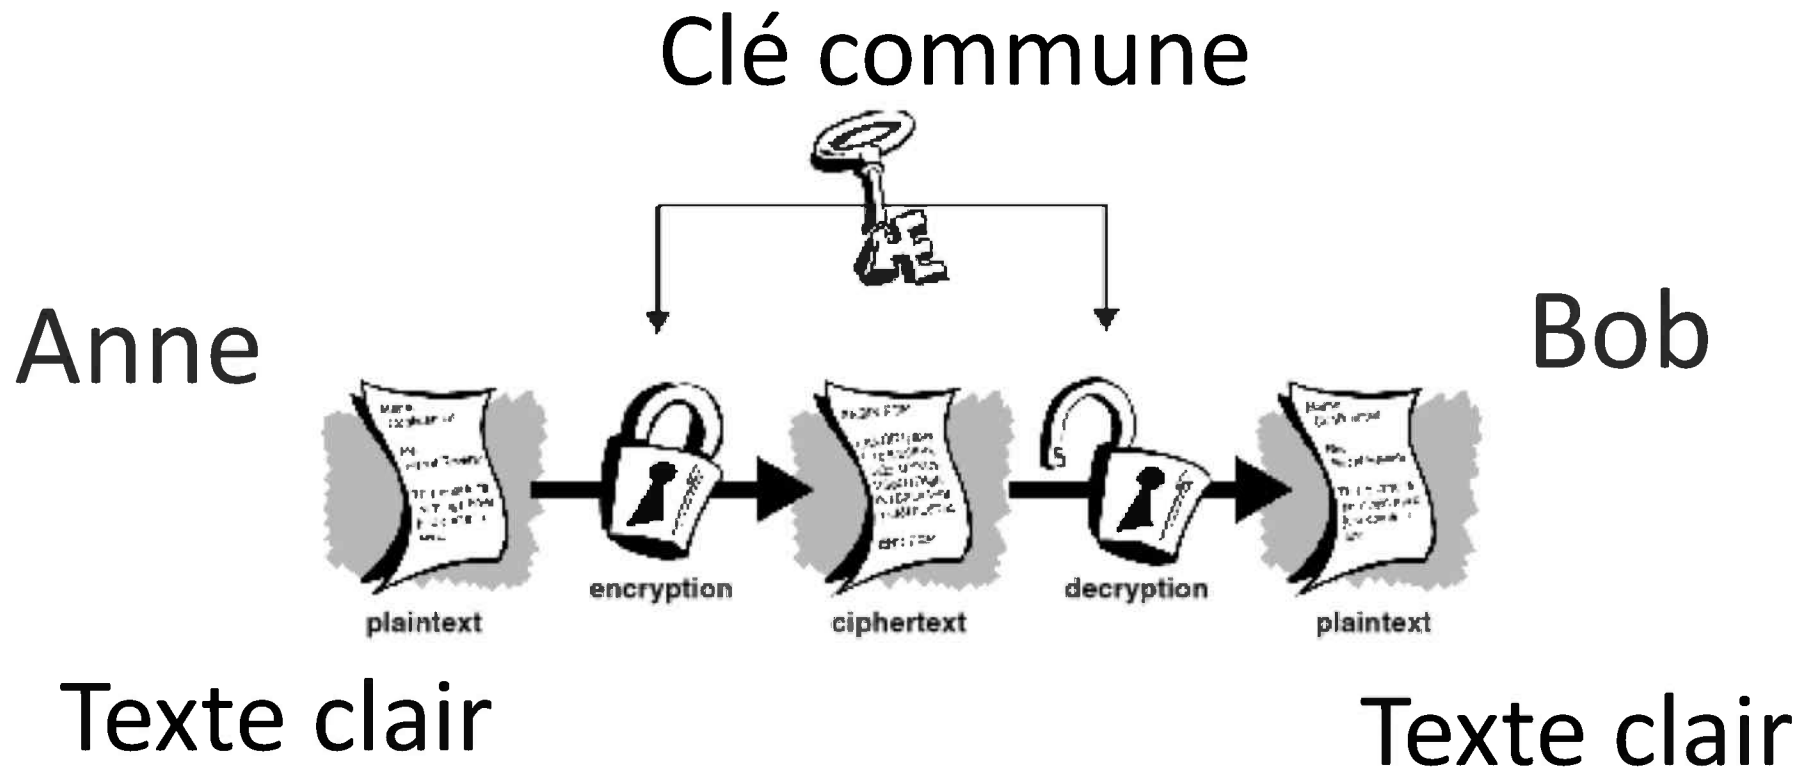 Clé commune
Anne
Bob
encryption
decryption
plaintext
ciphertext
plaintext
Texte clair
Texte clair